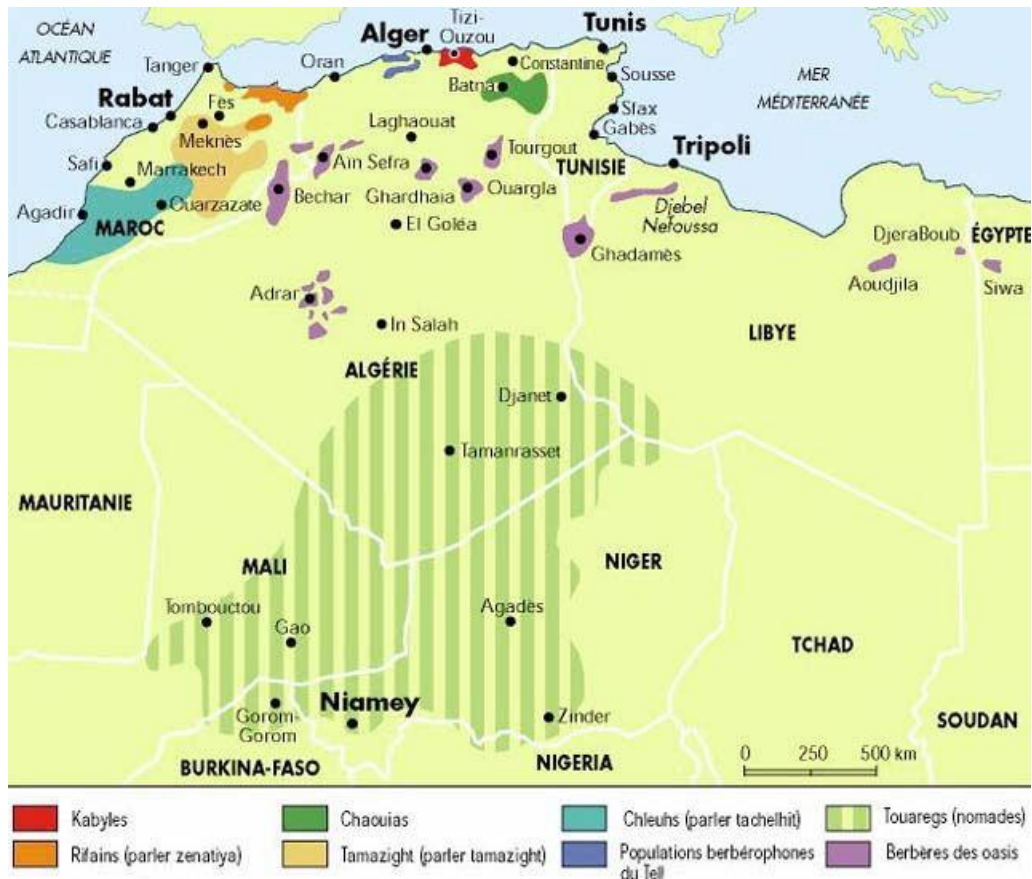 OCÉAN
ATLANTIQUE
Tanger
Oran
Alger
Tizi-
Ouzou
Constantine
Tunis
Batna
Sousse
MER
MÉDITERRANÉE
Rabat
Casablanca
Fès
Meknès
Laghaouat
Sfax
Gabès
Safi
Marrakech
Aïn Sefra
Tourgout
TUNISIE
Tripoli
Agadir
MAROC
Ouarzazate
Bechar
Ghardhaia
Ouargla
El Goléa
Djebel
Nefoussa
Ghadamès
DjeraBoub
ÉGYPTE
Aoudjila
Siwa
Adrar
In Salah
ALGÉRIE
LIBYE
Djanet
Tamanrasset
MAURITANIE
MALI
NIGER
Tombouctou
Gao
Agadès
TCHAD
Gorom-
Gorom
Niamey
Zinder
SOUDAN
BURKINA-FASO
NIGERIA
0 250 500 km
Kabyles
Chaouias
Chleuhs (parler tachelhit)
Touaregs (nomades)
Rifains (parler zenatiya)
Tamazight (parler tamazight)
Populations berbérophones
du Tell
Berbères des oasis